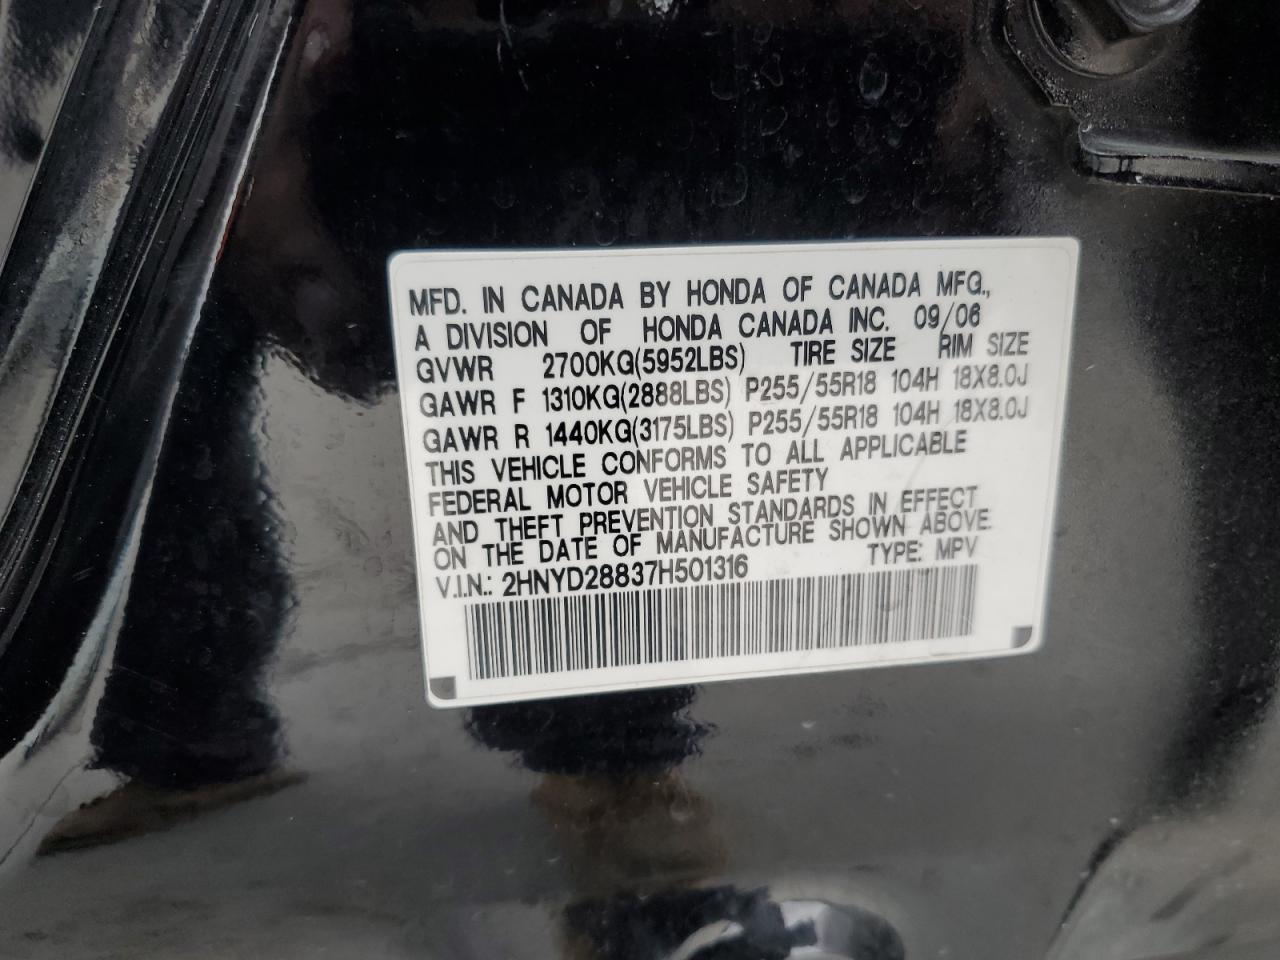 MFD. IN CANADA BY HONDA OF CANADA MFG.,
A DIVISION OF HONDA CANADA INC. 09/06
GVWR 2700KG(5952LBS) TIRE SIZE RIM SIZE
GAWR F 1310KG(2888LBS) P255/55R18 104H 18X8.0J
GAWR R 1440KG(3175LBS) P255/55R18 104H 18X8.0J
THIS VEHICLE CONFORMS TO ALL APPLICABLE
FEDERAL MOTOR VEHICLE SAFETY
AND THEFT PREVENTION STANDARDS IN EFFECT
ON THE DATE OF MANUFACTURE SHOWN ABOVE.
V.I.N.: 2HNYD28837H501316 TYPE: MPV